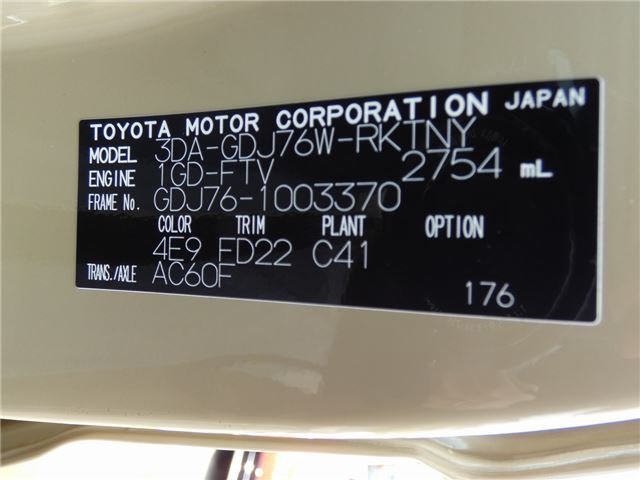 TOYOTA MOTOR CORPORATION JAPAN
MODEL 3DA-GDJ76W-RKTNY
ENGINE 1GD-FTV 2754 mL
FRAME No. GDJ76-1003370
COLOR TRIM PLANT OPTION
4E9 FD22 C41
TRANS./AXLE AC60F
176